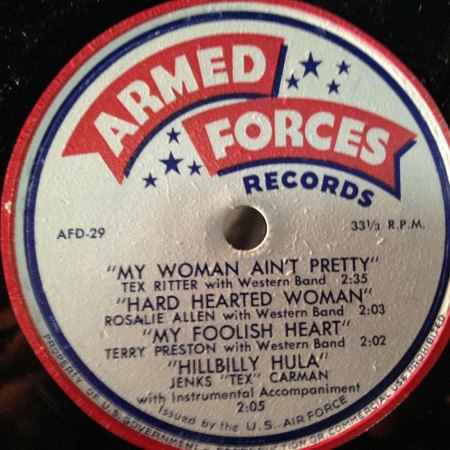 ARMED
FORCES
RECORDS
AFD-29
33⅓ R.P.M.
"MY WOMAN AIN'T PRETTY"
TEX RITTER with Western Band 2:35
"HARD HEARTED WOMAN"
ROSALIE ALLEN with Western Band 2:03
"MY FOOLISH HEART"
TERRY PRESTON with Western Band 2:02
"HILLBILLY HULA"
JENKS "TEX" CARMAN
with Instrumental Accompaniment
2:05
Issued by the U.S. AIR FORCE
PROPERTY OF U.S. GOVERNMENT - REPRODUCTION OR COMMERCIAL USE PROHIBITED